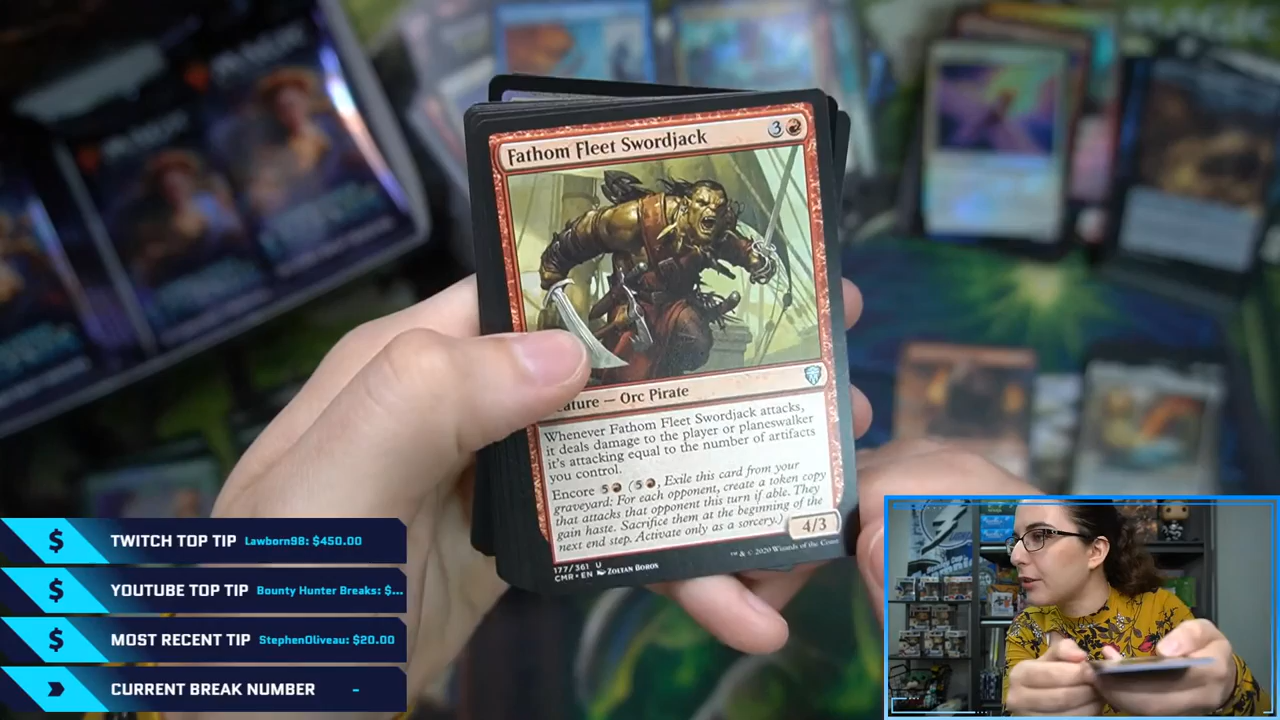 MAGIC
Fathom Fleet Swordjack 3
eature — Orc Pirate
Whenever Fathom Fleet Swordjack attacks,
it deals damage to the player or planeswalker
it's attacking equal to the number of artifacts
you control.
Encore 5 (5, Exile this card from your
graveyard: For each opponent, create a token copy
that attacks that opponent this turn if able. They
gain haste. Sacrifice them at the beginning of the
next end step. Activate only as a sorcery.)
4/3
177/361 U
CMR • EN ZOLTAN BOROS
™ & © 2020 Wizards of the Coast
$ TWITCH TOP TIP Lawborn98: $450.00
$ YOUTUBE TOP TIP Bounty Hunter Breaks: $...
$ MOST RECENT TIP StephenOliveau: $20.00
CURRENT BREAK NUMBER -